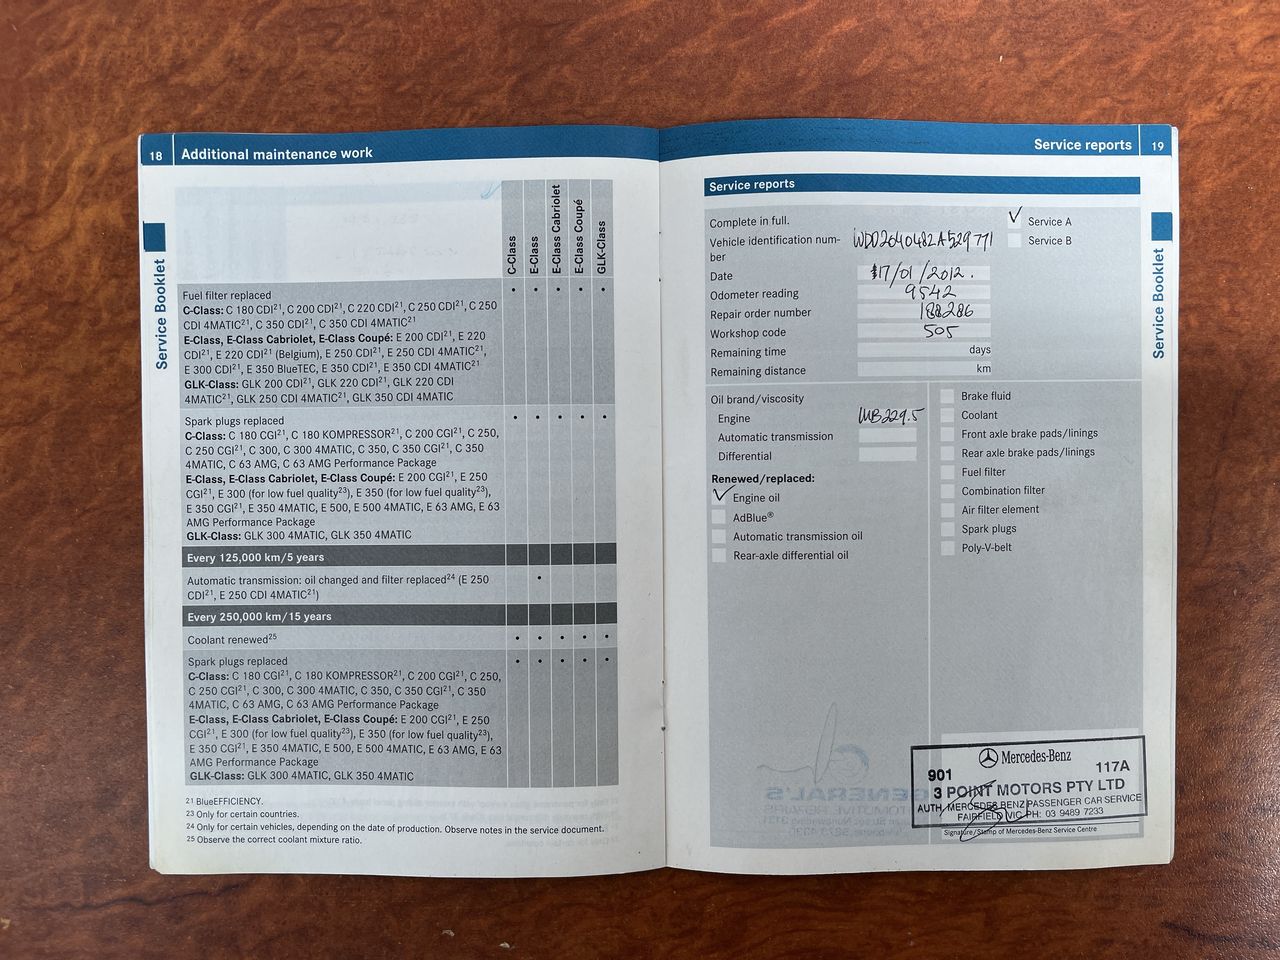 18 Additional maintenance work
Service Booklet
C-Class
E-Class
E-Class Cabriolet
E-Class Coupé
GLK-Class
Fuel filter replaced • • • • •
C-Class: C 180 CDI²¹, C 200 CDI²¹, C 220 CDI²¹, C 250 CDI²¹, C 250
CDI 4MATIC²¹, C 350 CDI²¹, C 350 CDI 4MATIC²¹
E-Class, E-Class Cabriolet, E-Class Coupé: E 200 CDI²¹, E 220
CDI²¹, E 220 CDI²¹ (Belgium), E 250 CDI²¹, E 250 CDI 4MATIC²¹,
E 300 CDI²¹, E 350 BlueTEC, E 350 CDI²¹, E 350 CDI 4MATIC²¹
GLK-Class: GLK 200 CDI²¹, GLK 220 CDI²¹, GLK 220 CDI
4MATIC²¹, GLK 250 CDI 4MATIC²¹, GLK 350 CDI 4MATIC
Spark plugs replaced • • • • •
C-Class: C 180 CGI²¹, C 180 KOMPRESSOR²¹, C 200 CGI²¹, C 250,
C 250 CGI²¹, C 300, C 300 4MATIC, C 350, C 350 CGI²¹, C 350
4MATIC, C 63 AMG, C 63 AMG Performance Package
E-Class, E-Class Cabriolet, E-Class Coupé: E 200 CGI²¹, E 250
CGI²¹, E 300 (for low fuel quality²³), E 350 (for low fuel quality²³),
E 350 CGI²¹, E 350 4MATIC, E 500, E 500 4MATIC, E 63 AMG, E 63
AMG Performance Package
GLK-Class: GLK 300 4MATIC, GLK 350 4MATIC
Every 125,000 km/5 years
Automatic transmission: oil changed and filter replaced²⁴ (E 250 •
CDI²¹, E 250 CDI 4MATIC²¹)
Every 250,000 km/15 years
Coolant renewed²⁵ • • • • •
Spark plugs replaced • • • • •
C-Class: C 180 CGI²¹, C 180 KOMPRESSOR²¹, C 200 CGI²¹, C 250,
C 250 CGI²¹, C 300, C 300 4MATIC, C 350, C 350 CGI²¹, C 350
4MATIC, C 63 AMG, C 63 AMG Performance Package
E-Class, E-Class Cabriolet, E-Class Coupé: E 200 CGI²¹, E 250
CGI²¹, E 300 (for low fuel quality²³), E 350 (for low fuel quality²³),
E 350 CGI²¹, E 350 4MATIC, E 500, E 500 4MATIC, E 63 AMG, E 63
AMG Performance Package
GLK-Class: GLK 300 4MATIC, GLK 350 4MATIC
21 BlueEFFICIENCY.
23 Only for certain countries.
24 Only for certain vehicles, depending on the date of production. Observe notes in the service document.
25 Observe the correct coolant mixture ratio.
Service reports 19
Service Booklet
Service reports
Complete in full.
✓ Service A
Vehicle identification num- WDD2040482A529771
ber
Service B
Date 17/01/2012.
Odometer reading 9542
Repair order number 188286
Workshop code 505
Remaining time days
Remaining distance km
Oil brand/viscosity
Engine MB229.5
Automatic transmission
Differential
Renewed/replaced:
✓ Engine oil
AdBlue®
Automatic transmission oil
Rear-axle differential oil
Brake fluid
Coolant
Front axle brake pads/linings
Rear axle brake pads/linings
Fuel filter
Combination filter
Air filter element
Spark plugs
Poly-V-belt
Mercedes-Benz
901 117A
3 POINT MOTORS PTY LTD
AUTH. MERCEDES BENZ PASSENGER CAR SERVICE
FAIRFIELD VIC PH: 03 9489 7233
Signature/Stamp of Mercedes-Benz Service Centre